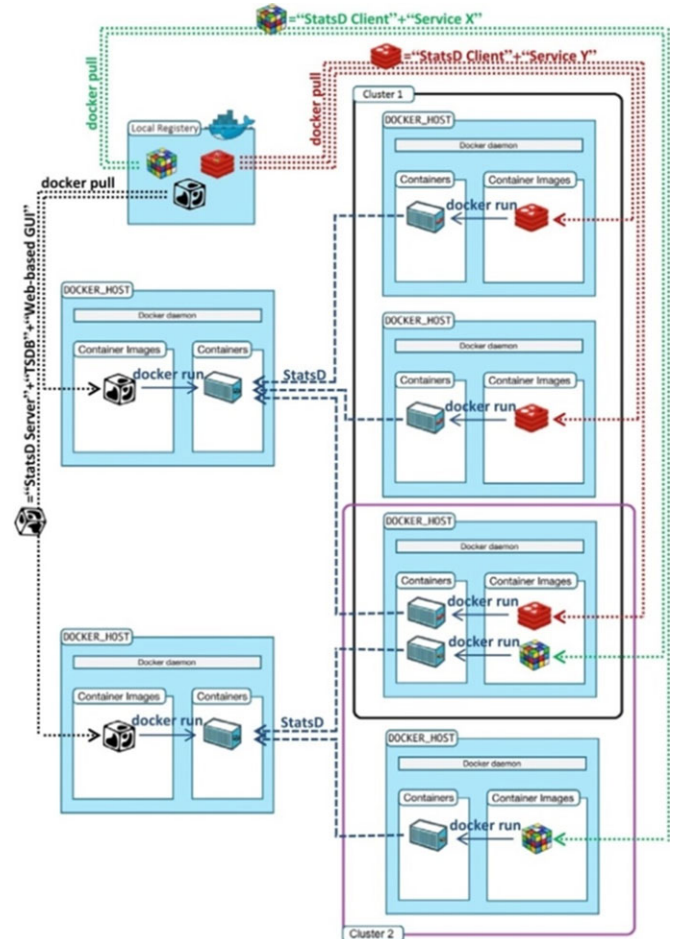 ="StatsD Client"+"Service X"
="StatsD Client"+"Service Y"
docker pull
docker pull
Cluster 1
Local Registery
docker pull
DOCKER_HOST
Docker daemon
Containers
Container Images
docker run
DOCKER_HOST
Docker daemon
Container Images
Containers
docker run
StatsD
DOCKER_HOST
Docker daemon
Containers
Container Images
docker run
="StatsD Server"+"TSDB"+"Web-based GUI"
DOCKER_HOST
Docker daemon
Containers
Container Images
docker run
docker run
DOCKER_HOST
Docker daemon
Container Images
Containers
docker run
StatsD
DOCKER_HOST
Docker daemon
Containers
Container Images
docker run
Cluster 2